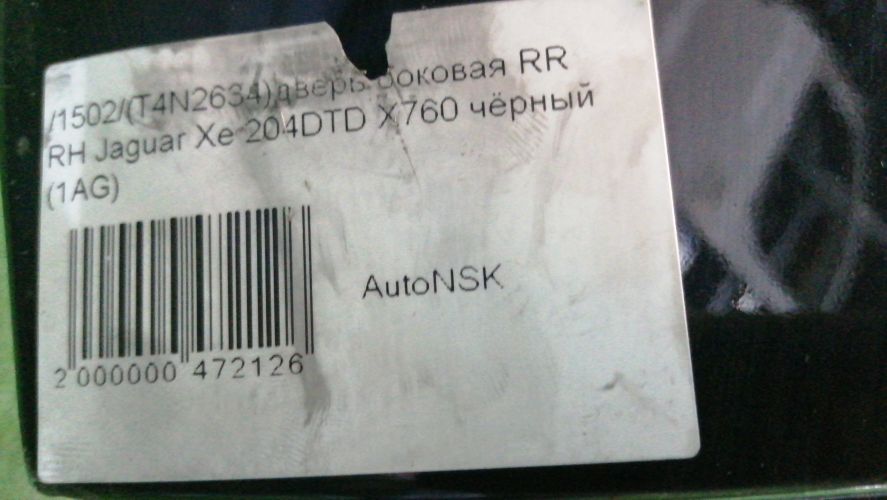 /1502/(T4N2634)дверь боковая RR
RH Jaguar Xe 204DTD X760 чёрный
(1AG)
AutoNSK
2 000000 472126